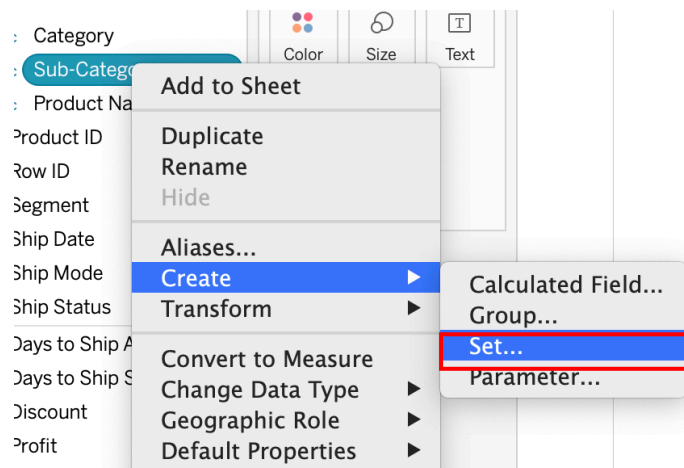 Category
Sub-Catego
Product Na
Product ID
Row ID
Segment
Ship Date
Ship Mode
Ship Status
Days to Ship A
Days to Ship S
Discount
Profit
Color
Size
T
Text
Add to Sheet
Duplicate
Rename
Hide
Aliases...
Create
Transform
Convert to Measure
Change Data Type
Geographic Role
Default Properties
Calculated Field...
Group...
Set...
Parameter...